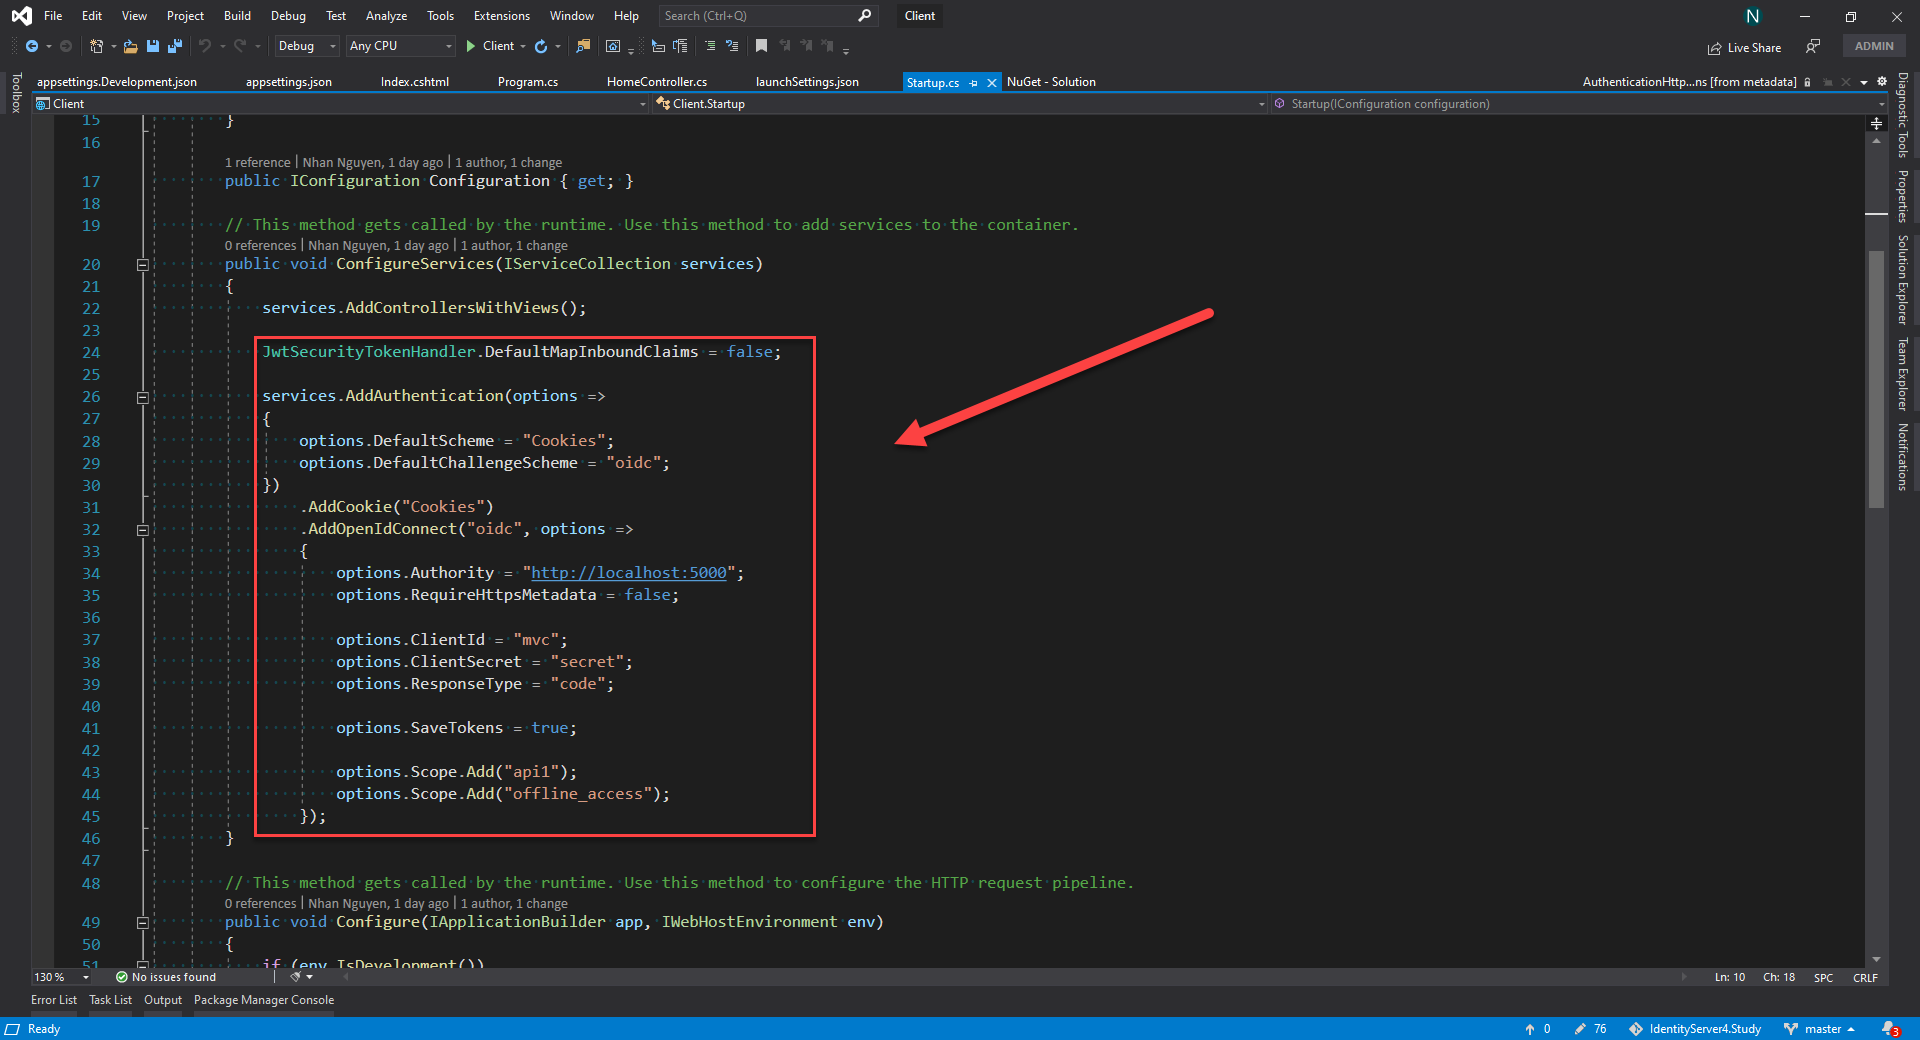 File Edit View Project Build Debug Test Analyze Tools Extensions Window Help Search (Ctrl+Q) Client N
Debug Any CPU Client Live Share ADMIN
appsettings.Development.json appsettings.json Index.cshtml Program.cs HomeController.cs launchSettings.json Startup.cs NuGet - Solution AuthenticationHttp...ns [from metadata]
Client Client.Startup Startup(IConfiguration configuration)
Toolbox
Diagnostic Tools
Properties
Solution Explorer
Team Explorer
Notifications
15 }
16
1 reference | Nhan Nguyen, 1 day ago | 1 author, 1 change
17 public IConfiguration Configuration { get; }
18
19 // This method gets called by the runtime. Use this method to add services to the container.
0 references | Nhan Nguyen, 1 day ago | 1 author, 1 change
20 public void ConfigureServices(IServiceCollection services)
21 {
22 services.AddControllersWithViews();
23
24 JwtSecurityTokenHandler.DefaultMapInboundClaims = false;
25
26 services.AddAuthentication(options =>
27 {
28 options.DefaultScheme = "Cookies";
29 options.DefaultChallengeScheme = "oidc";
30 })
31 .AddCookie("Cookies")
32 .AddOpenIdConnect("oidc", options =>
33 {
34 options.Authority = "http://localhost:5000";
35 options.RequireHttpsMetadata = false;
36
37 options.ClientId = "mvc";
38 options.ClientSecret = "secret";
39 options.ResponseType = "code";
40
41 options.SaveTokens = true;
42
43 options.Scope.Add("api1");
44 options.Scope.Add("offline_access");
45 });
46 }
47
48 // This method gets called by the runtime. Use this method to configure the HTTP request pipeline.
0 references | Nhan Nguyen, 1 day ago | 1 author, 1 change
49 public void Configure(IApplicationBuilder app, IWebHostEnvironment env)
50 {
51 if (env.IsDevelopment())
130 % No issues found Ln: 10 Ch: 18 SPC CRLF
Error List Task List Output Package Manager Console
Ready 0 76 IdentityServer4.Study master 3